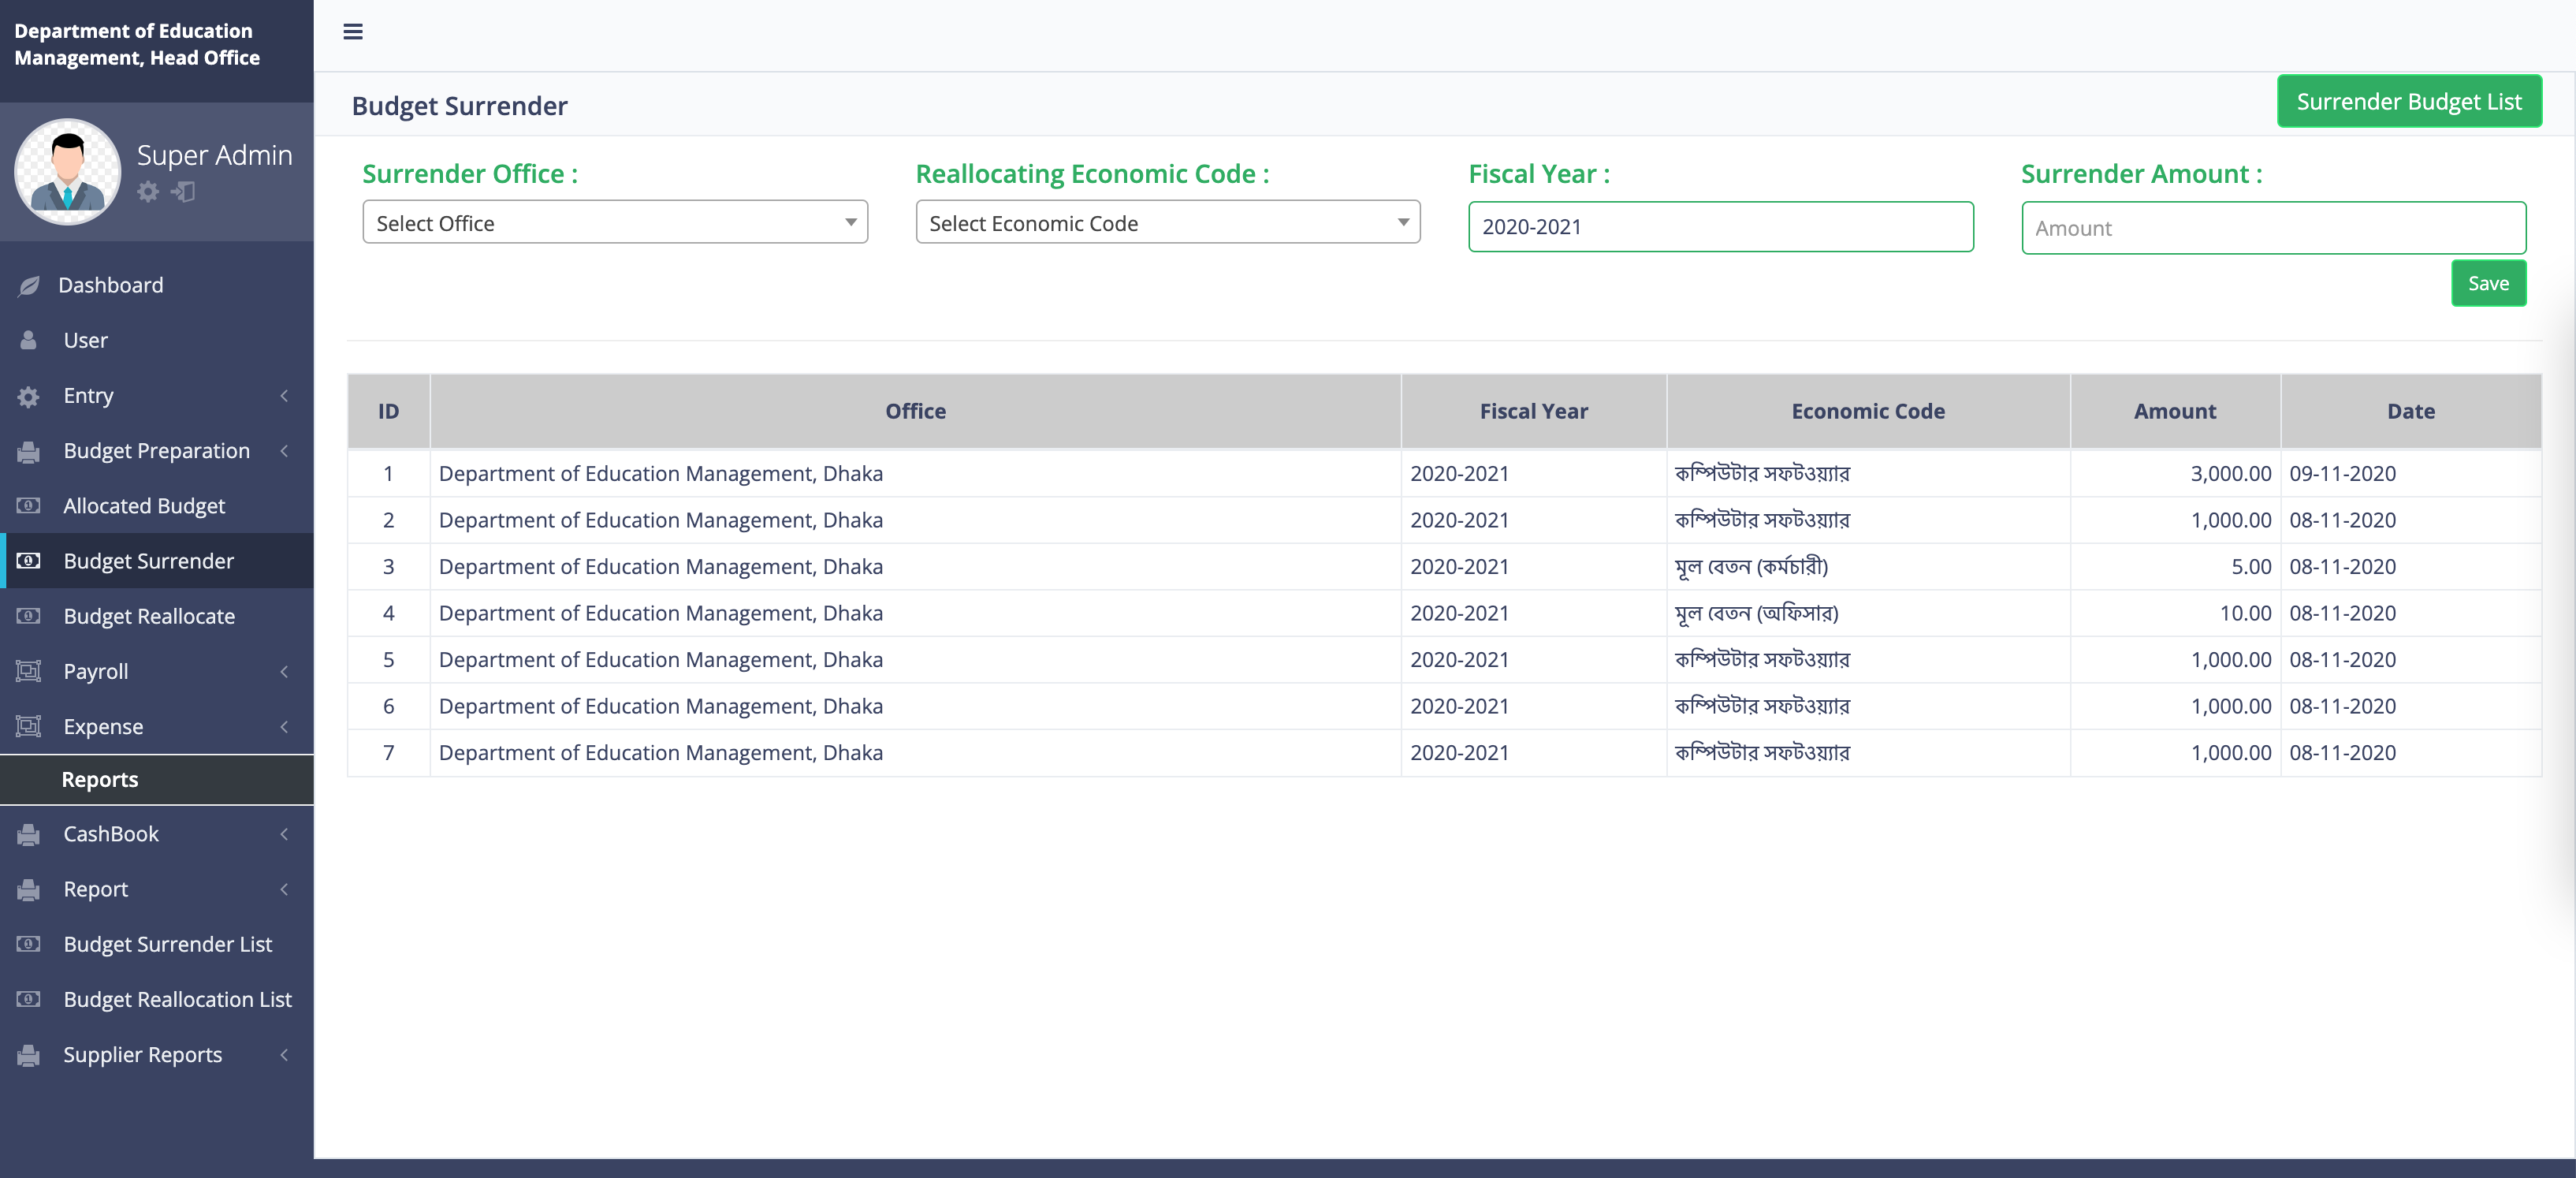 Department of Education
Management, Head Office
Super Admin
Dashboard
User
Entry
Budget Preparation
Allocated Budget
Budget Surrender
Budget Reallocate
Payroll
Expense
Reports
CashBook
Report
Budget Surrender List
Budget Reallocation List
Supplier Reports
Budget Surrender
Surrender Budget List
Surrender Office : Reallocating Economic Code : Fiscal Year : Surrender Amount :
Select Office Select Economic Code 2020-2021 Amount
Save
ID Office Fiscal Year Economic Code Amount Date
1 Department of Education Management, Dhaka 2020-2021 কম্পিউটার সফটওয়্যার 3,000.00 09-11-2020
2 Department of Education Management, Dhaka 2020-2021 কম্পিউটার সফটওয়্যার 1,000.00 08-11-2020
3 Department of Education Management, Dhaka 2020-2021 মূল বেতন (কর্মচারী) 5.00 08-11-2020
4 Department of Education Management, Dhaka 2020-2021 মূল বেতন (অফিসার) 10.00 08-11-2020
5 Department of Education Management, Dhaka 2020-2021 কম্পিউটার সফটওয়্যার 1,000.00 08-11-2020
6 Department of Education Management, Dhaka 2020-2021 কম্পিউটার সফটওয়্যার 1,000.00 08-11-2020
7 Department of Education Management, Dhaka 2020-2021 কম্পিউটার সফটওয়্যার 1,000.00 08-11-2020